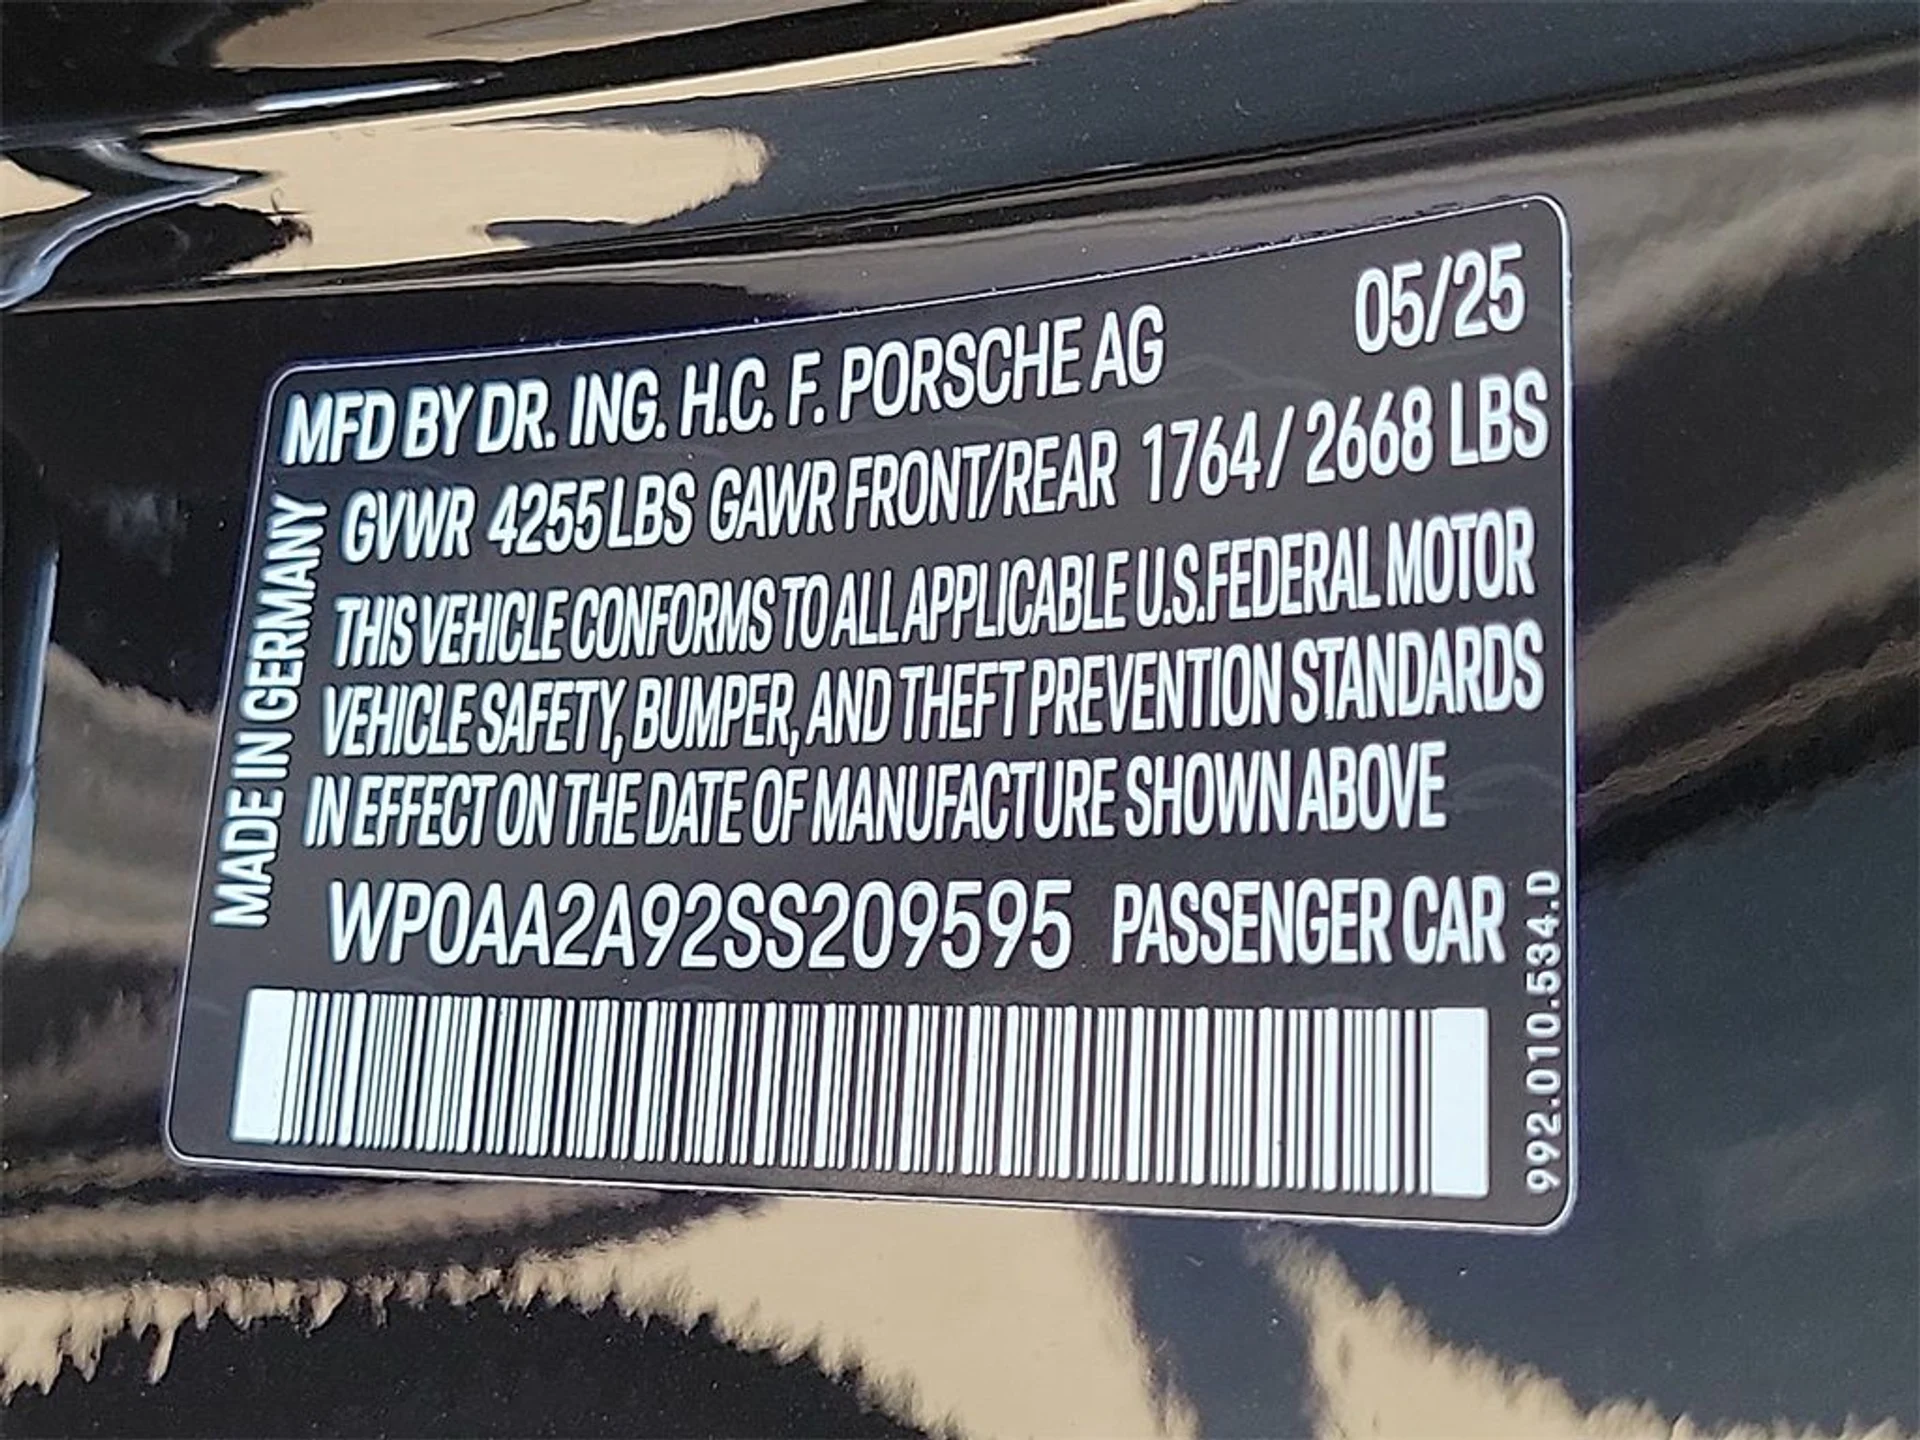 MFD BY DR. ING. H.C. F. PORSCHE AG 05/25
GVWR 4255 LBS GAWR FRONT/REAR 1764 / 2668 LBS
THIS VEHICLE CONFORMS TO ALL APPLICABLE U.S. FEDERAL MOTOR
VEHICLE SAFETY, BUMPER, AND THEFT PREVENTION STANDARDS
IN EFFECT ON THE DATE OF MANUFACTURE SHOWN ABOVE
WP0AA2A92SS209595 PASSENGER CAR
MADE IN GERMANY
992.010.534.D